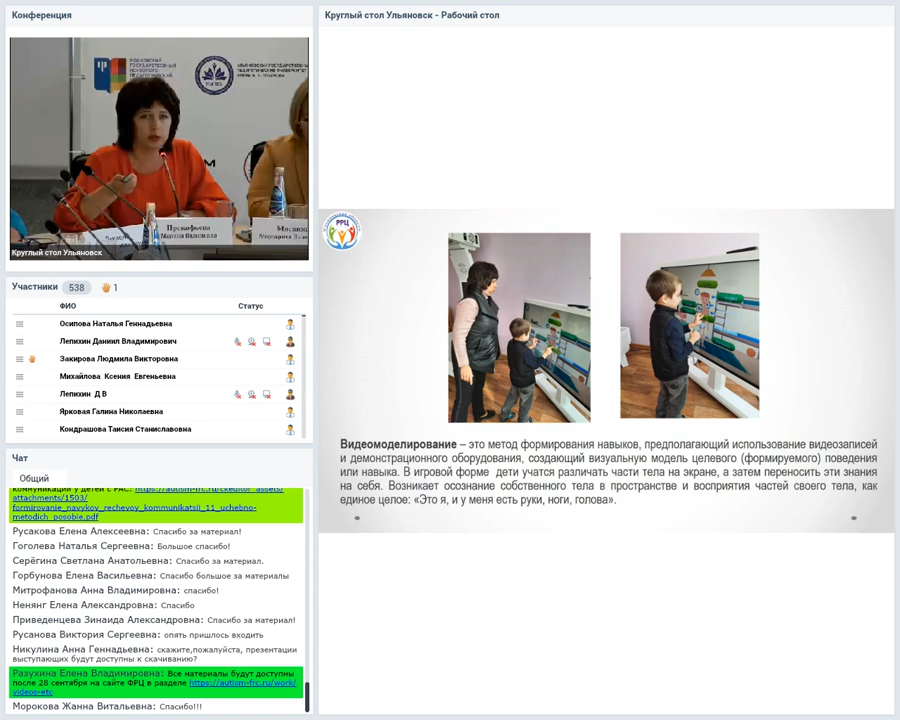 Конференция
МОСКОВСКИЙ
ГОСУДАРСТВЕННЫЙ
ПЕДАГОГИЧЕСКИЙ
Круглый стол Ульяновск
Участники 538 1
ФИО Статус
Осипова Наталья Геннадьевна
Лепихин Даниил Владимирович
Закирова Людмила Викторовна
Михайлова Ксения Евгеньевна
Лепихин Д В
Ярковая Галина Николаевна
Кондрашова Таисия Станиславовна
Чат
Общий
коммуникации у детей с РАС: https://autism-frc.ru/ckeditor_assets/
attachments/1503/
formirovanie_navykov_rechevoy_kommunikatsii_11_uchebno-
metodich_posobie.pdf
Русакова Елена Алексеевна: Спасибо за материал!
Гоголева Наталья Сергеевна: Большое спасибо!
Серёгина Светлана Анатольевна: Спасибо за материал.
Горбунова Елена Васильевна: Спасибо большое за материалы
Митрофанова Анна Владимировна: спасибо!
Ненянг Елена Александровна: Спасибо
Приведенцева Зинаида Александровна: Спасибо за материал!
Русанова Виктория Сергеевна: опять пришлось входить
Никулина Анна Геннадьевна: скажите,пожалуйста, презентации
выступающих будут доступны к скачиванию?
Разухина Елена Владимировна: Все материалы будут доступны
после 28 сентября на сайте ФРЦ в разделе https://autism-frc.ru/work/
videos-etc
Морокова Жанна Витальевна: Спасибо!!!
Круглый стол Ульяновск - Рабочий стол
РРЦ
Видеомоделирование – это метод формирования навыков, предполагающий использование видеозаписей
и демонстрационного оборудования, создающий визуальную модель целевого (формируемого) поведения
или навыка. В игровой форме дети учатся различать части тела на экране, а затем переносить эти знания
на себя. Возникает осознание собственного тела в пространстве и восприятия частей своего тела, как
единое целое: «Это я, и у меня есть руки, ноги, голова».